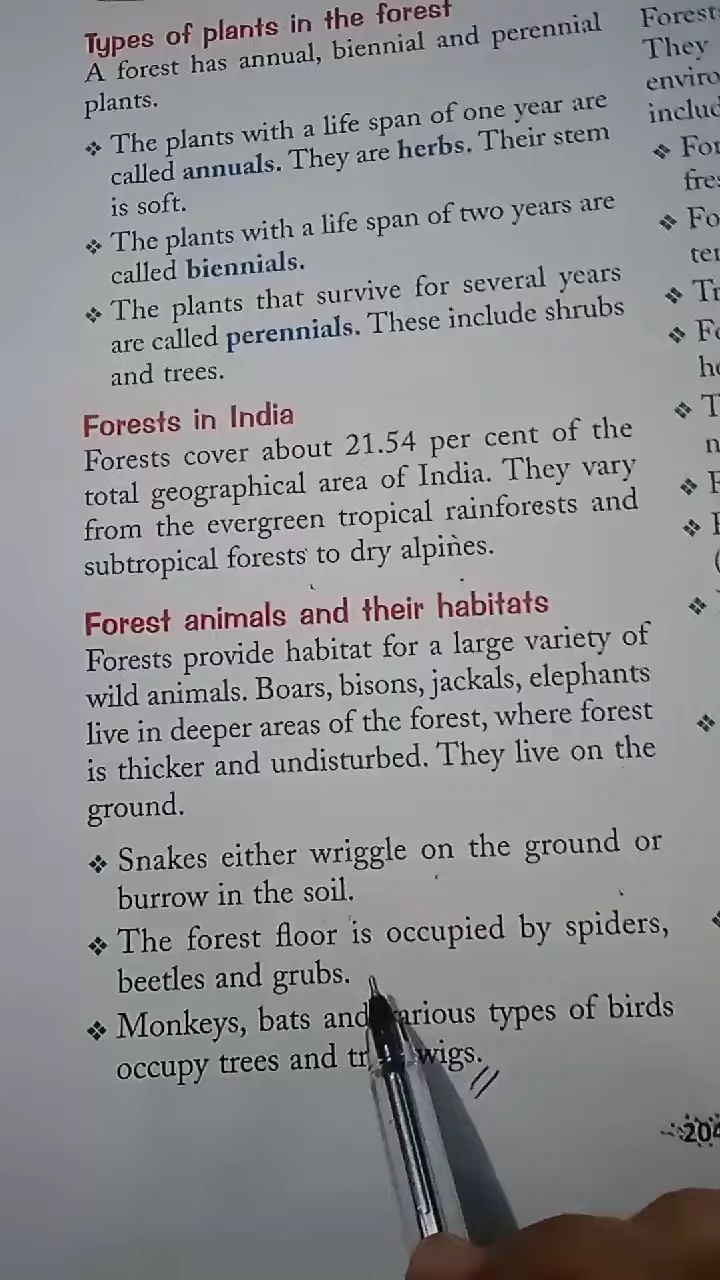 Types of plants in the forest
A forest has annual, biennial and perennial
plants.
❖ The plants with a life span of one year are
called annuals. They are herbs. Their stem
is soft.
❖ The plants with a life span of two years are
called biennials.
❖ The plants that survive for several years
are called perennials. These include shrubs
and trees.
Forests in India
Forests cover about 21.54 per cent of the
total geographical area of India. They vary
from the evergreen tropical rainforests and
subtropical forests to dry alpines.
Forest animals and their habitats
Forests provide habitat for a large variety of
wild animals. Boars, bisons, jackals, elephants
live in deeper areas of the forest, where forest
is thicker and undisturbed. They live on the
ground.
❖ Snakes either wriggle on the ground or
burrow in the soil.
❖ The forest floor is occupied by spiders,
beetles and grubs.
❖ Monkeys, bats and various types of birds
occupy trees and wigs.
They